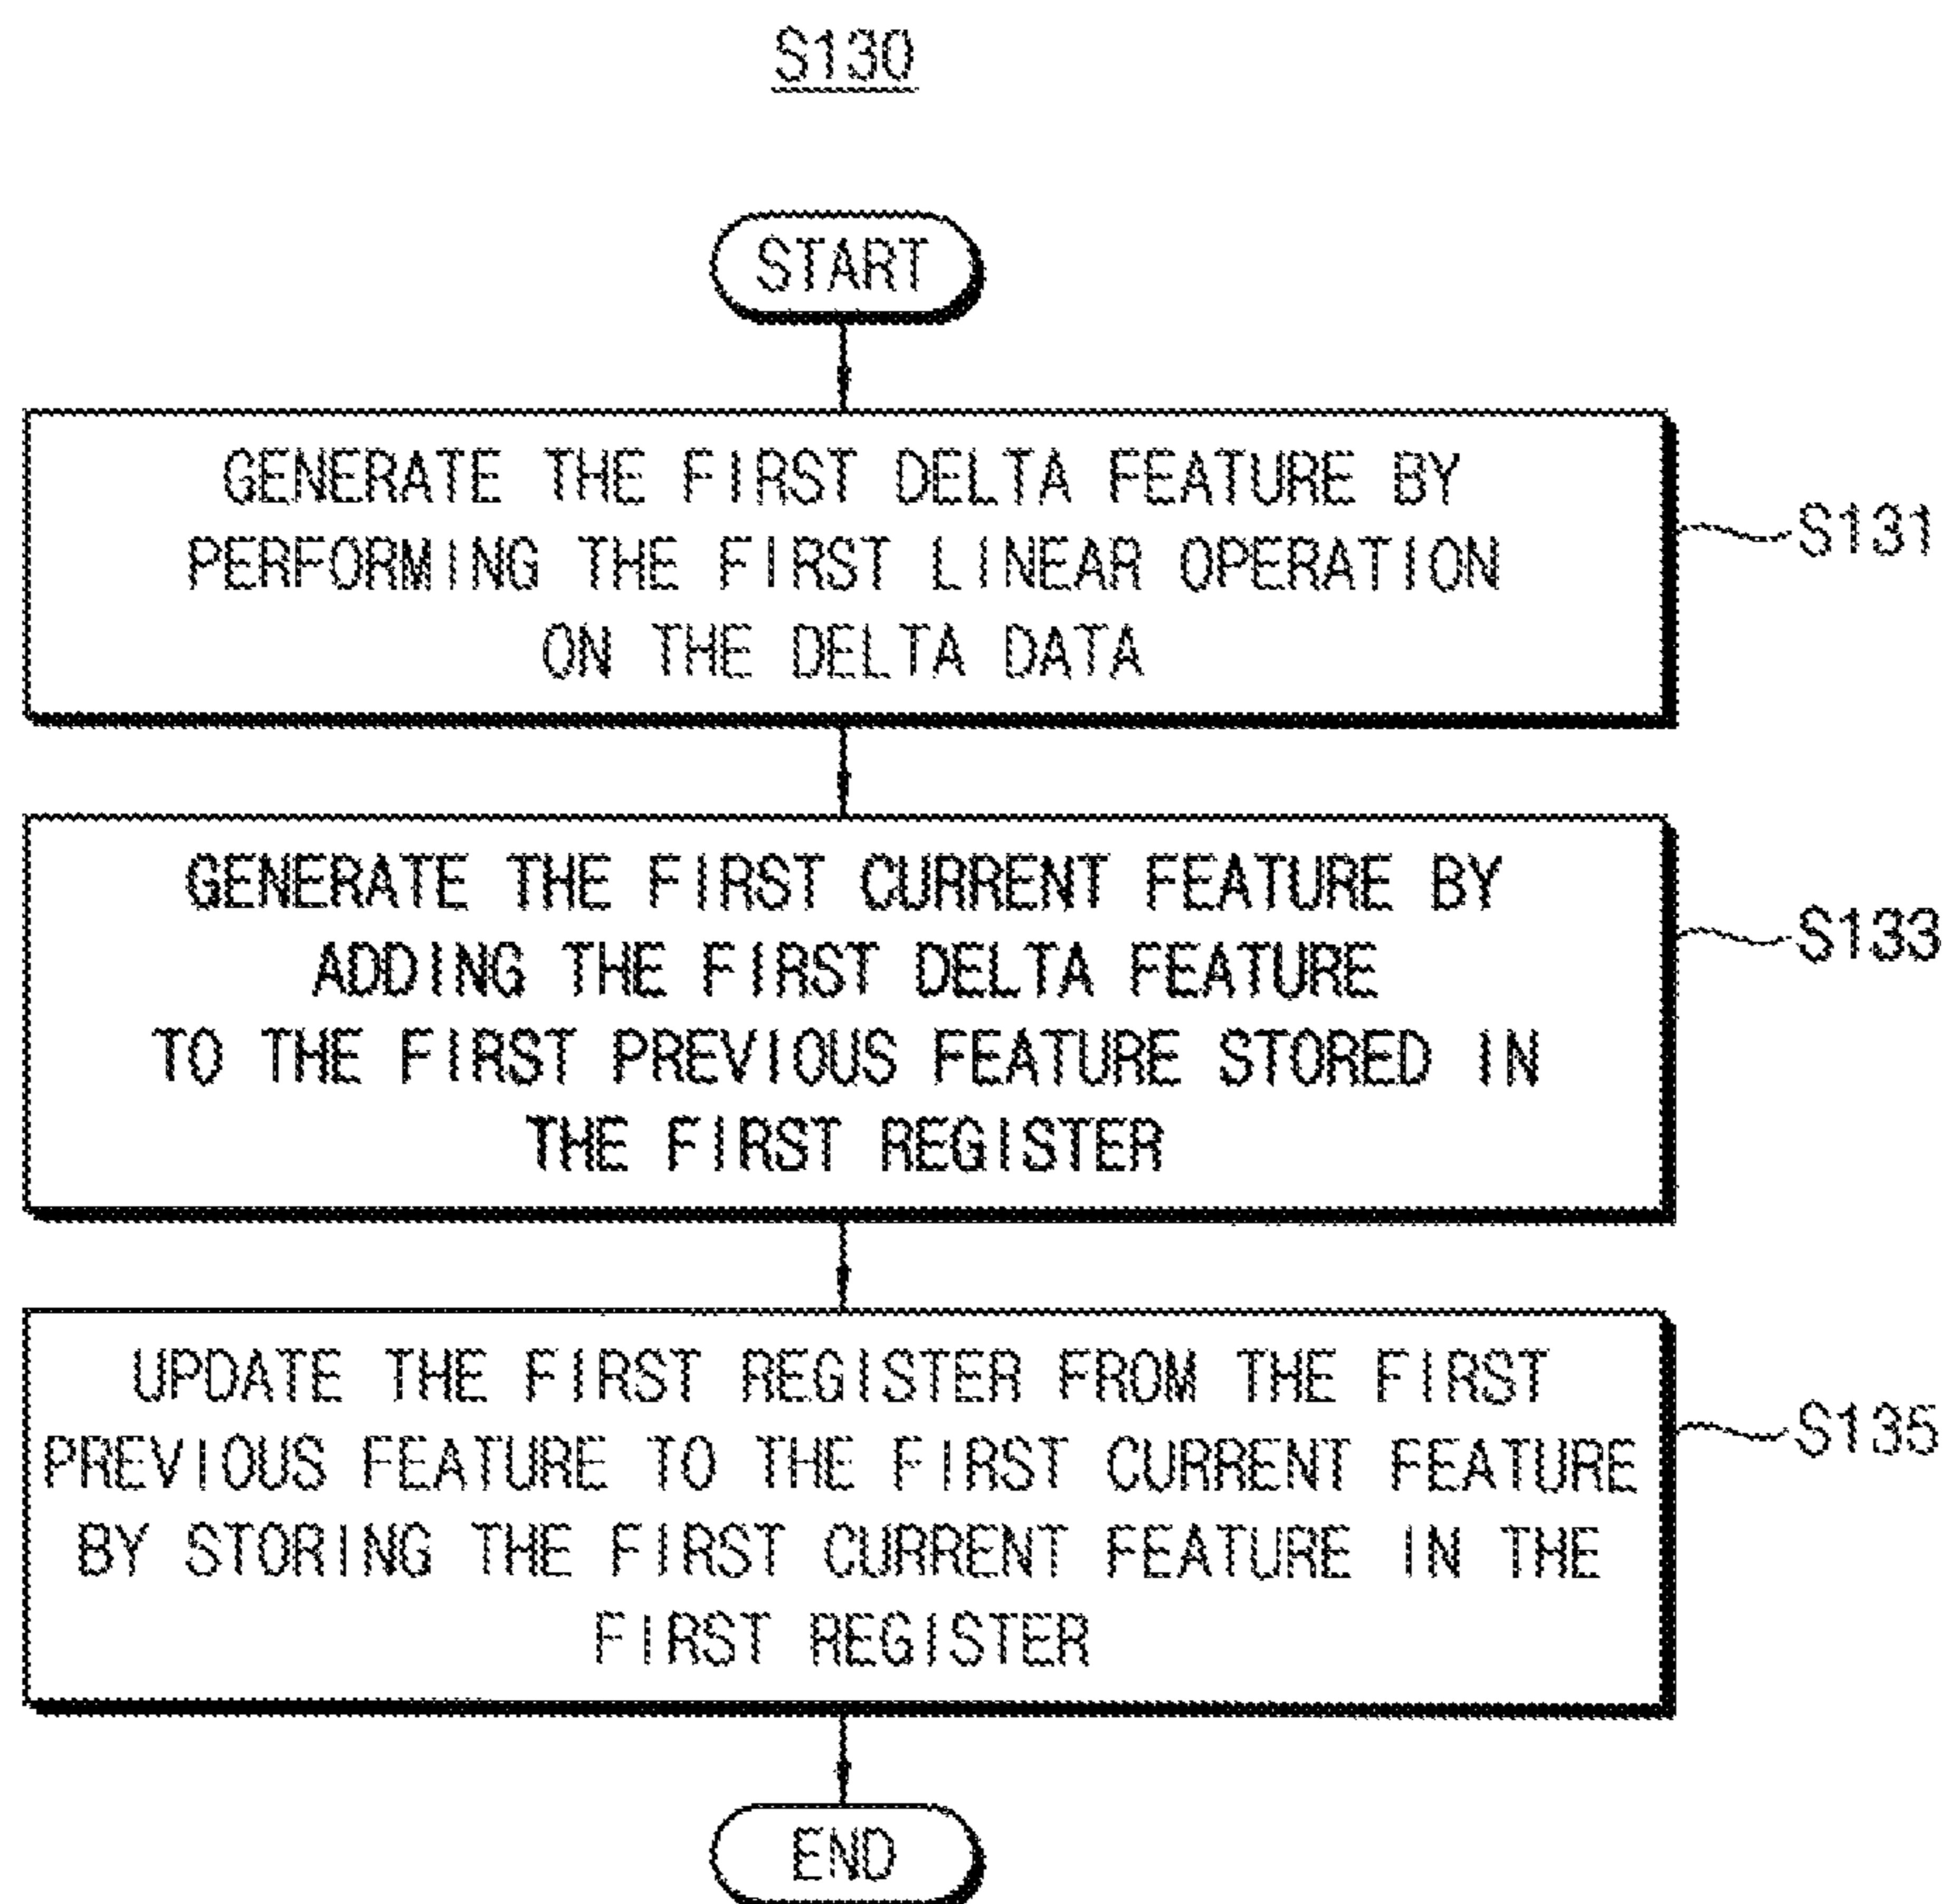 S130
START
GENERATE THE FIRST DELTA FEATURE BY
PERFORMING THE FIRST LINEAR OPERATION
ON THE DELTA DATA
S131
GENERATE THE FIRST CURRENT FEATURE BY
ADDING THE FIRST DELTA FEATURE
TO THE FIRST PREVIOUS FEATURE STORED IN
THE FIRST REGISTER
S133
UPDATE THE FIRST REGISTER FROM THE FIRST
PREVIOUS FEATURE TO THE FIRST CURRENT FEATURE
BY STORING THE FIRST CURRENT FEATURE IN THE
FIRST REGISTER
S135
END